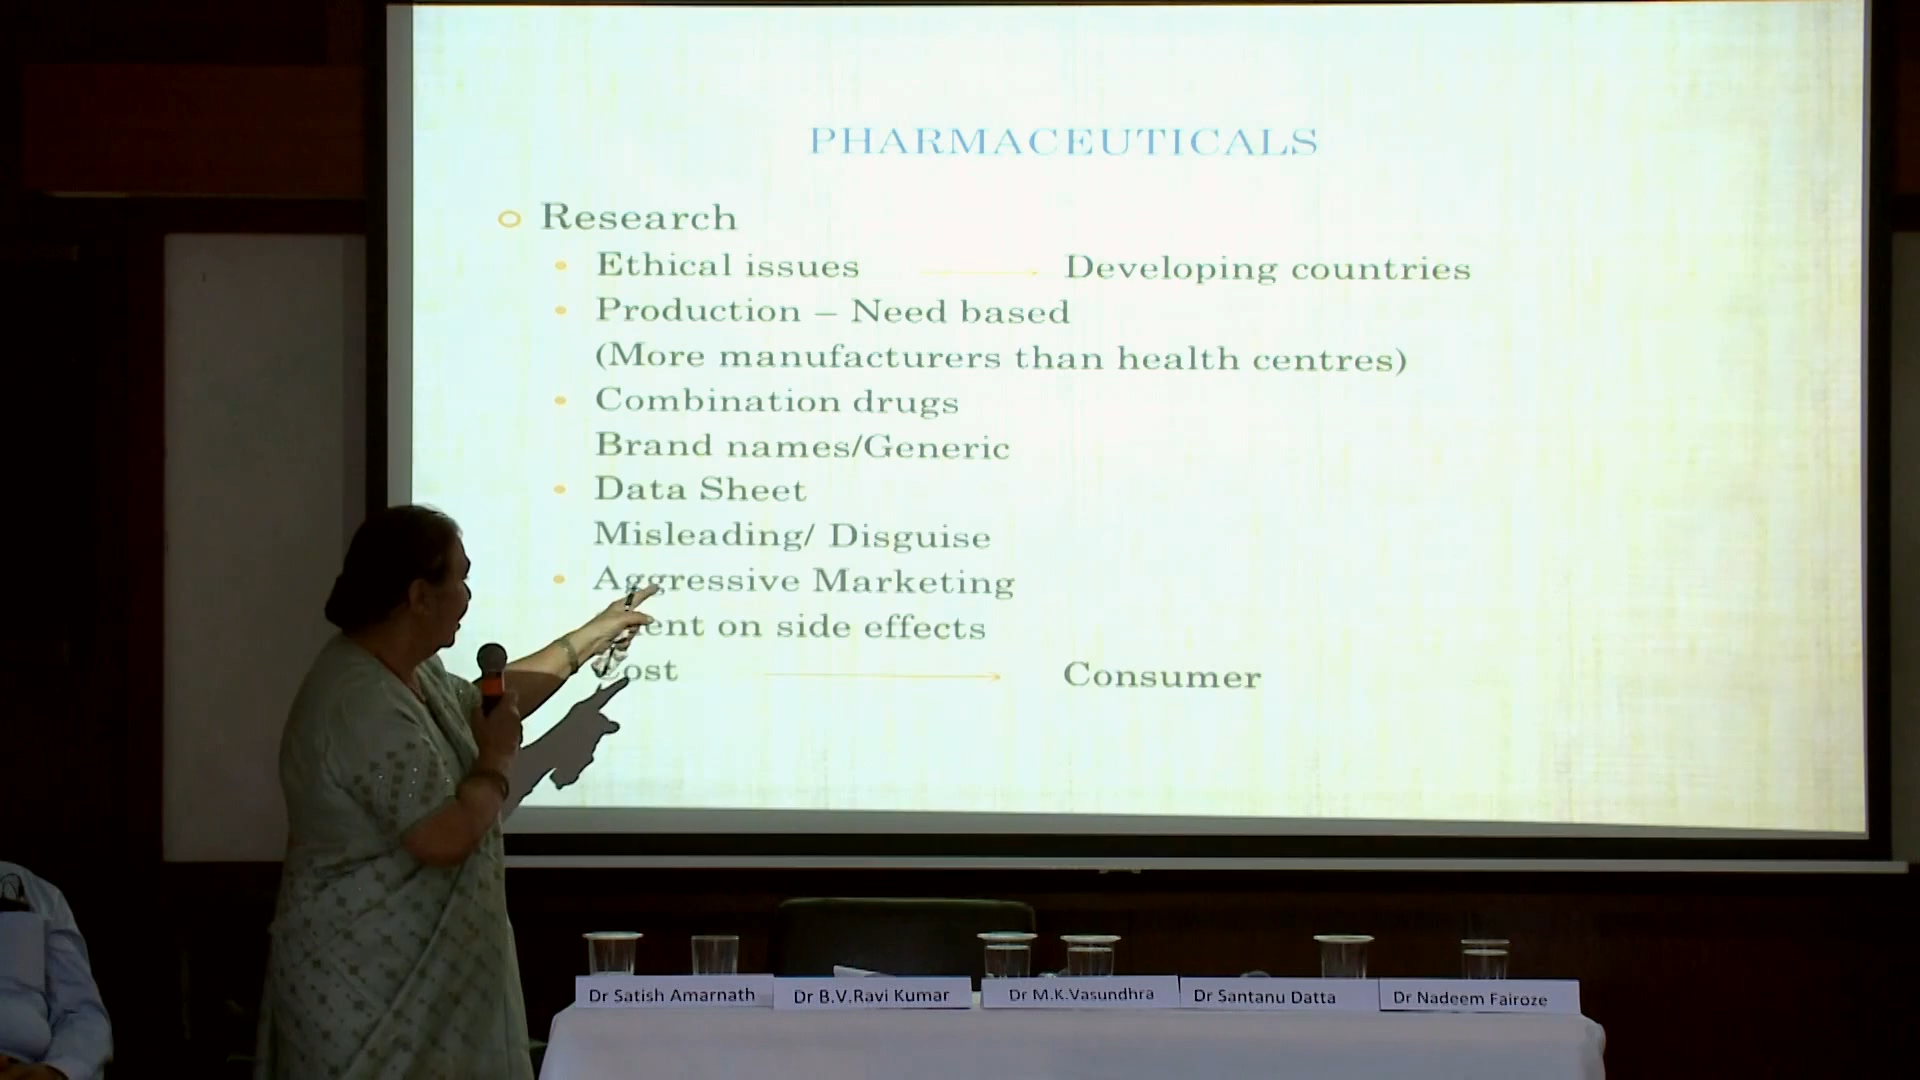 PHARMACEUTICALS
Research
Ethical issues → Developing countries
Production – Need based
(More manufacturers than health centres)
Combination drugs
Brand names/Generic
Data Sheet
Misleading/ Disguise
Aggressive Marketing
on side effects
Cost → Consumer
Dr Satish Amarnath
Dr B.V.Ravi Kumar
Dr M.K.Vasundhra
Dr Santanu Datta
Dr Nadeem Fairoze